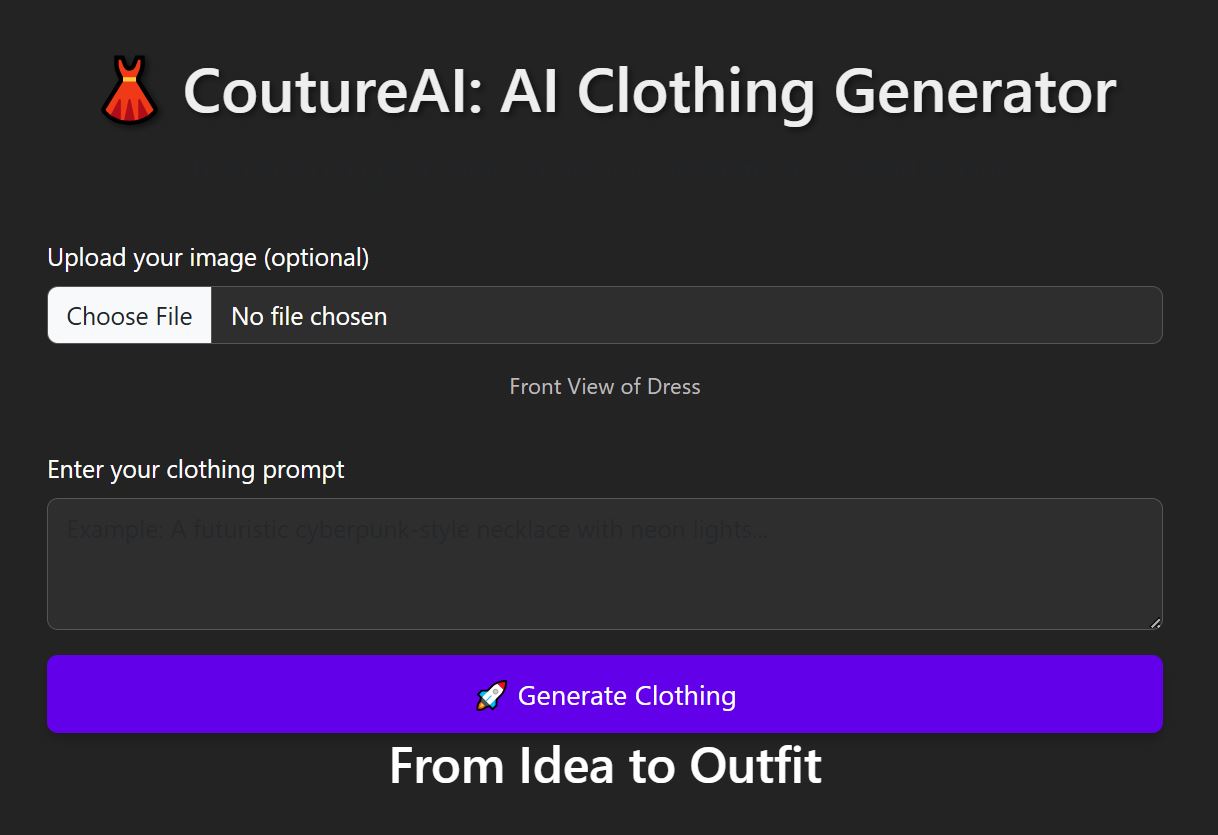 CoutureAI: AI Clothing Generator
Upload your image (optional)
Choose File No file chosen
Front View of Dress
Enter your clothing prompt
Example: A futuristic cyberpunk-style necklace with neon lights...
Generate Clothing
From Idea to Outfit